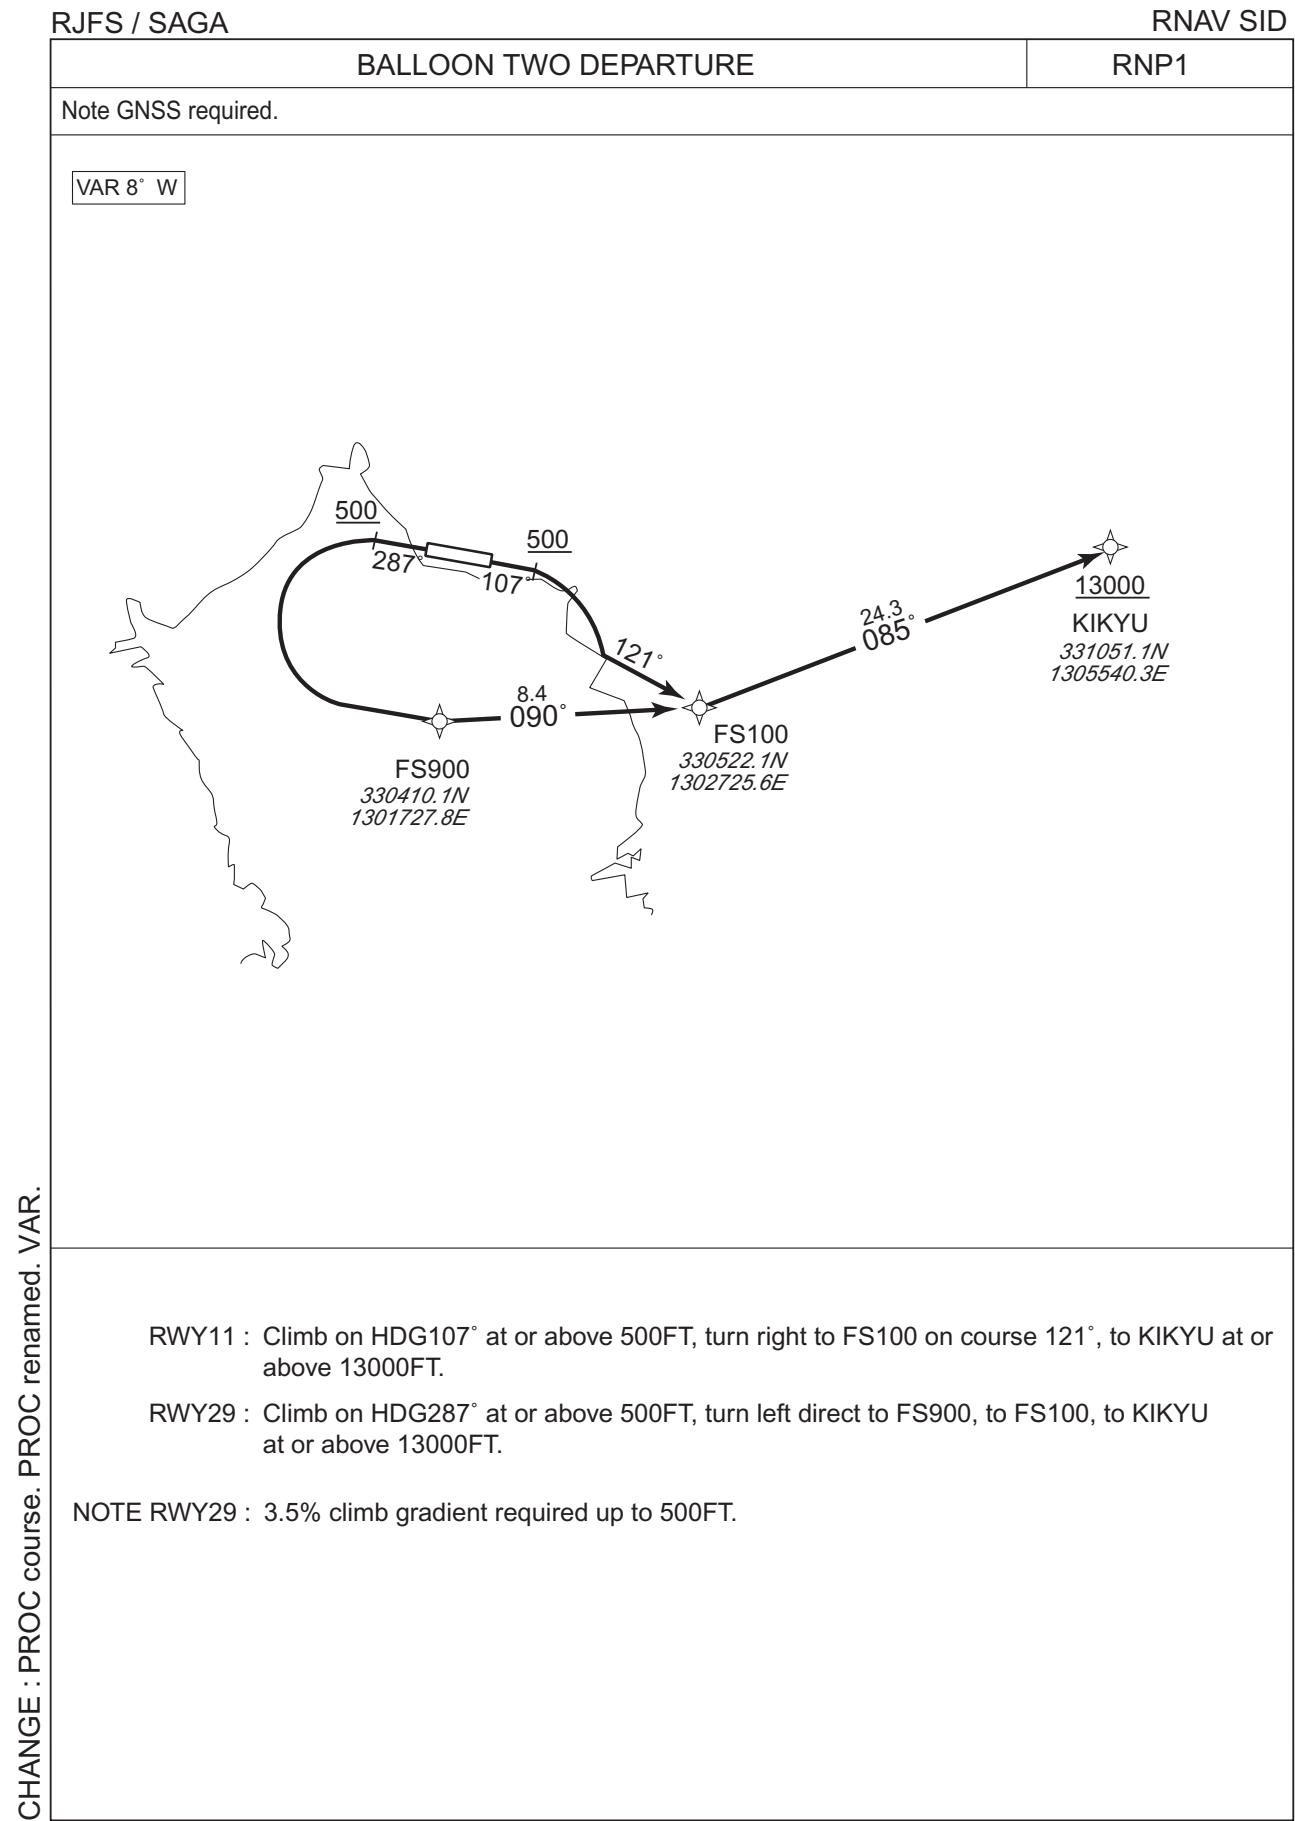 RJFS / SAGA
RNAV SID
BALLOON TWO DEPARTURE
RNP1
Note GNSS required.
VAR 8˚ W
500
287˚
500
107˚
121˚
8.4
090˚
24.3
085˚
13000
KIKYU
331051.1N
1305540.3E
FS100
330522.1N
1302725.6E
FS900
330410.1N
1301727.8E
RWY11 : Climb on HDG107˚ at or above 500FT, turn right to FS100 on course 121˚, to KIKYU at or
above 13000FT.
RWY29 : Climb on HDG287˚ at or above 500FT, turn left direct to FS900, to FS100, to KIKYU
at or above 13000FT.
NOTE RWY29 : 3.5% climb gradient required up to 500FT.
CHANGE : PROC course. PROC renamed. VAR.